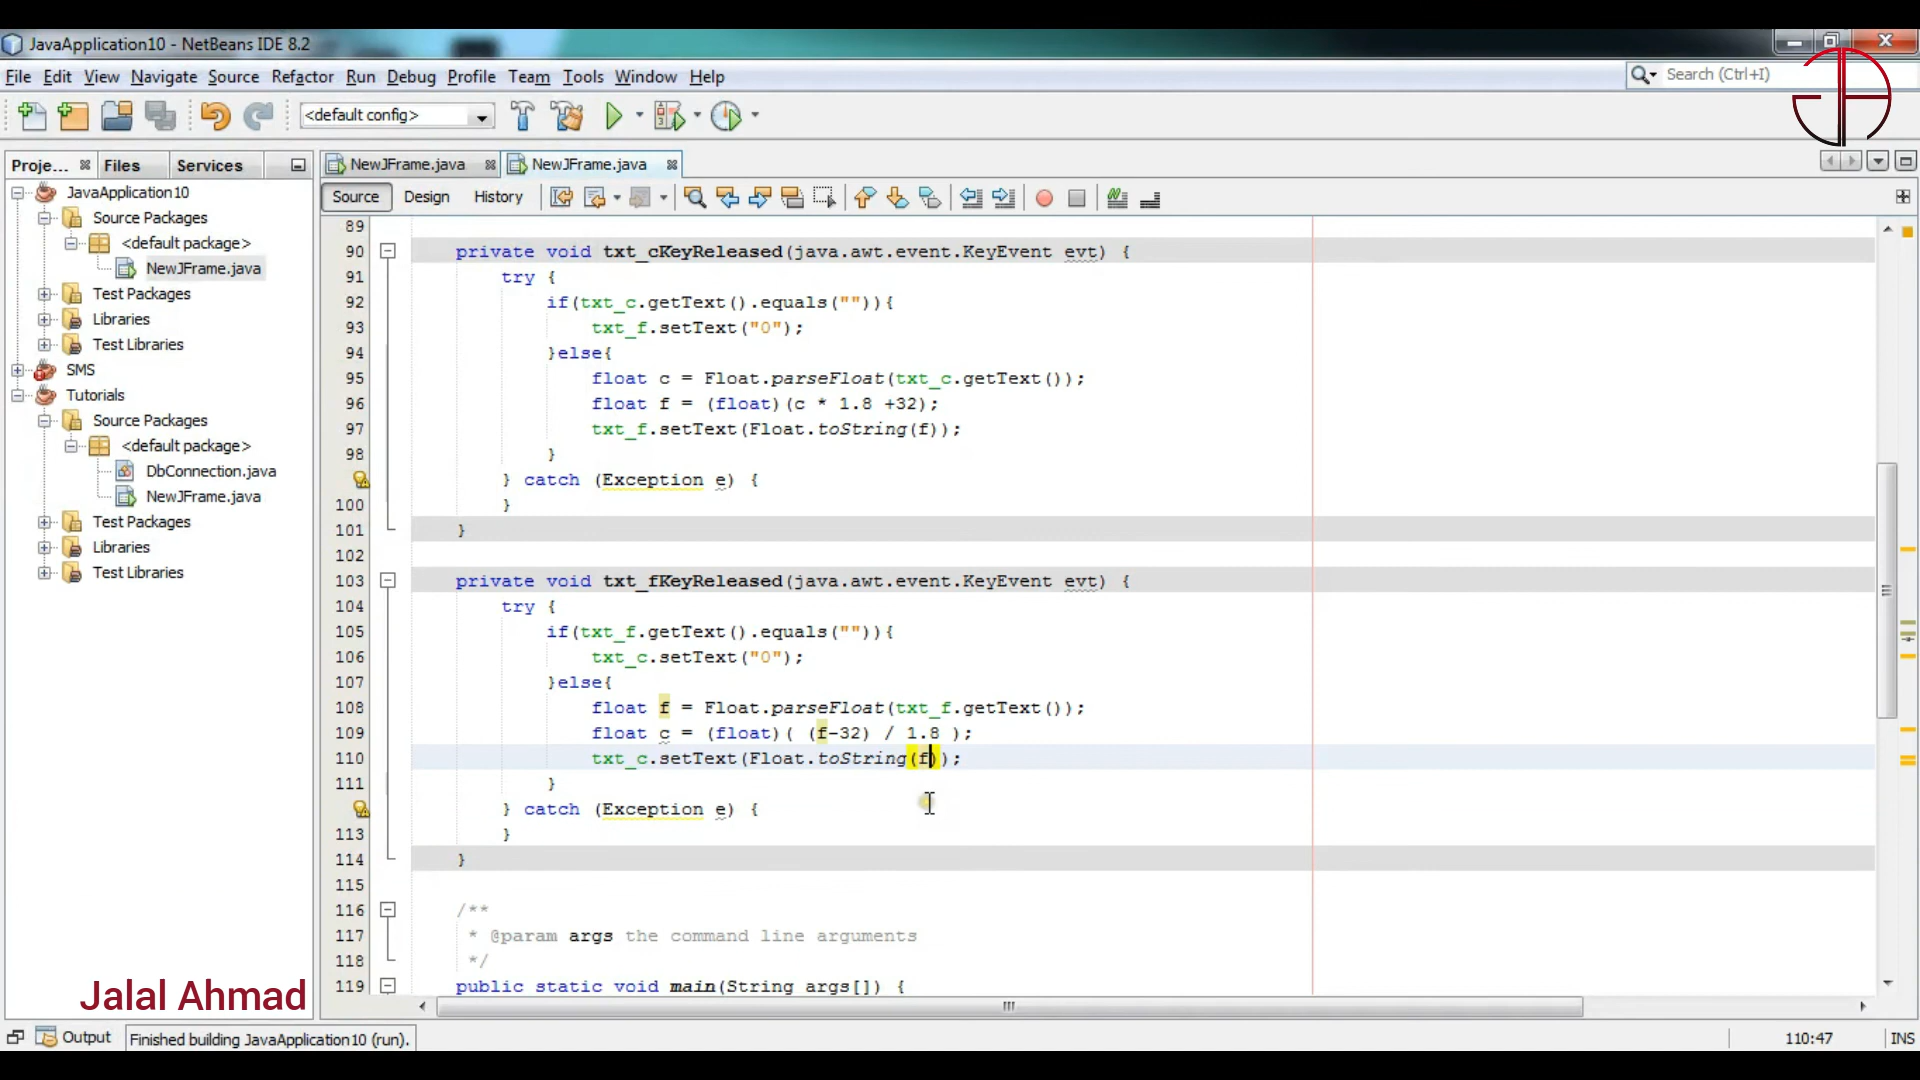 JavaApplication10 - NetBeans IDE 8.2
File Edit View Navigate Source Refactor Run Debug Profile Team Tools Window Help
Search (Ctrl+I)
<default config>
Proje... Files Services
NewJFrame.java NewJFrame.java
Source Design History
JavaApplication10
Source Packages
<default package>
NewJFrame.java
Test Packages
Libraries
Test Libraries
SMS
Tutorials
Source Packages
<default package>
DbConnection.java
NewJFrame.java
Test Packages
Libraries
Test Libraries
89
90 private void txt_cKeyReleased(java.awt.event.KeyEvent evt) {
91 try {
92 if(txt_c.getText().equals("")){
93 txt_f.setText("0");
94 }else{
95 float c = Float.parseFloat(txt_c.getText());
96 float f = (float)(c * 1.8 +32);
97 txt_f.setText(Float.toString(f));
98 }
} catch (Exception e) {
100 }
101 }
102
103 private void txt_fKeyReleased(java.awt.event.KeyEvent evt) {
104 try {
105 if(txt_f.getText().equals("")){
106 txt_c.setText("0");
107 }else{
108 float f = Float.parseFloat(txt_f.getText());
109 float c = (float)( (f-32) / 1.8 );
110 txt_c.setText(Float.toString(f));
111 }
} catch (Exception e) {
113 }
114 }
115
116 /**
117 * @param args the command line arguments
118 */
119 public static void main(String args[]) {
Jalal Ahmad
Output Finished building JavaApplication10 (run).
110:47 INS